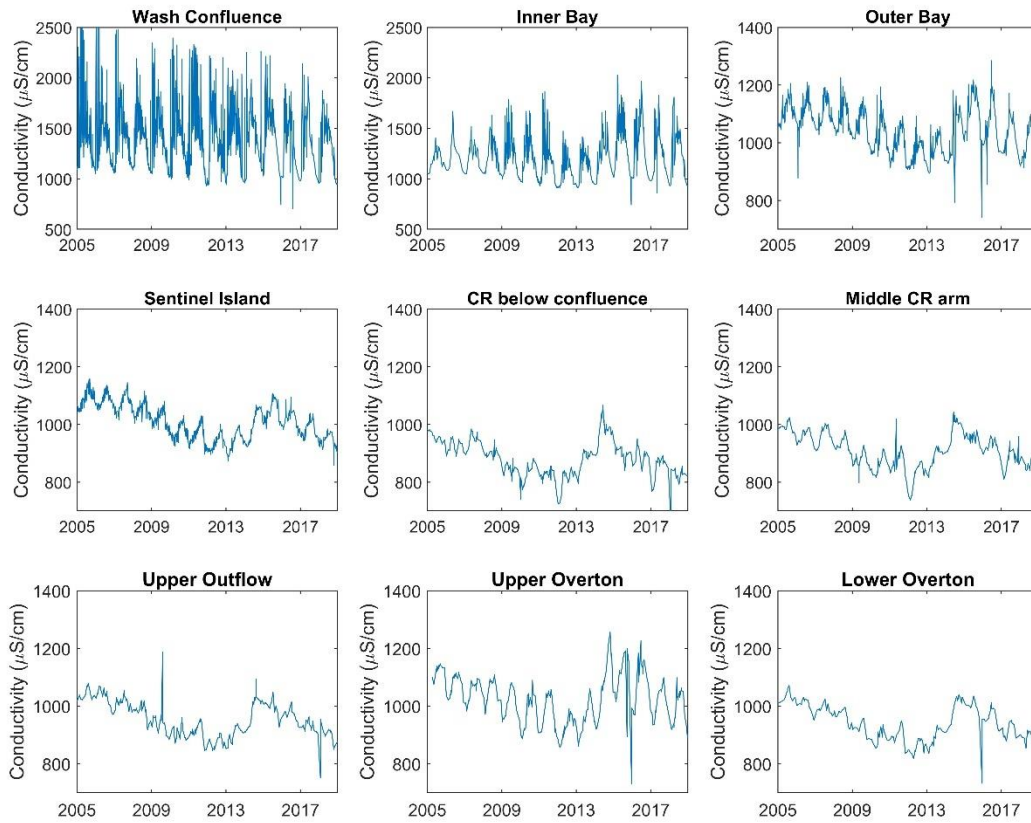 Wash Confluence
Conductivity (μS/cm)
2500
2000
1500
1000
500
2005 2009 2013 2017
Inner Bay
Conductivity (μS/cm)
2500
2000
1500
1000
500
2005 2009 2013 2017
Outer Bay
Conductivity (μS/cm)
1400
1200
1000
800
2005 2009 2013 2017
Sentinel Island
Conductivity (μS/cm)
1400
1200
1000
800
2005 2009 2013 2017
CR below confluence
Conductivity (μS/cm)
1400
1200
1000
800
2005 2009 2013 2017
Middle CR arm
Conductivity (μS/cm)
1400
1200
1000
800
2005 2009 2013 2017
Upper Outflow
Conductivity (μS/cm)
1400
1200
1000
800
2005 2009 2013 2017
Upper Overton
Conductivity (μS/cm)
1400
1200
1000
800
2005 2009 2013 2017
Lower Overton
Conductivity (μS/cm)
1400
1200
1000
800
2005 2009 2013 2017